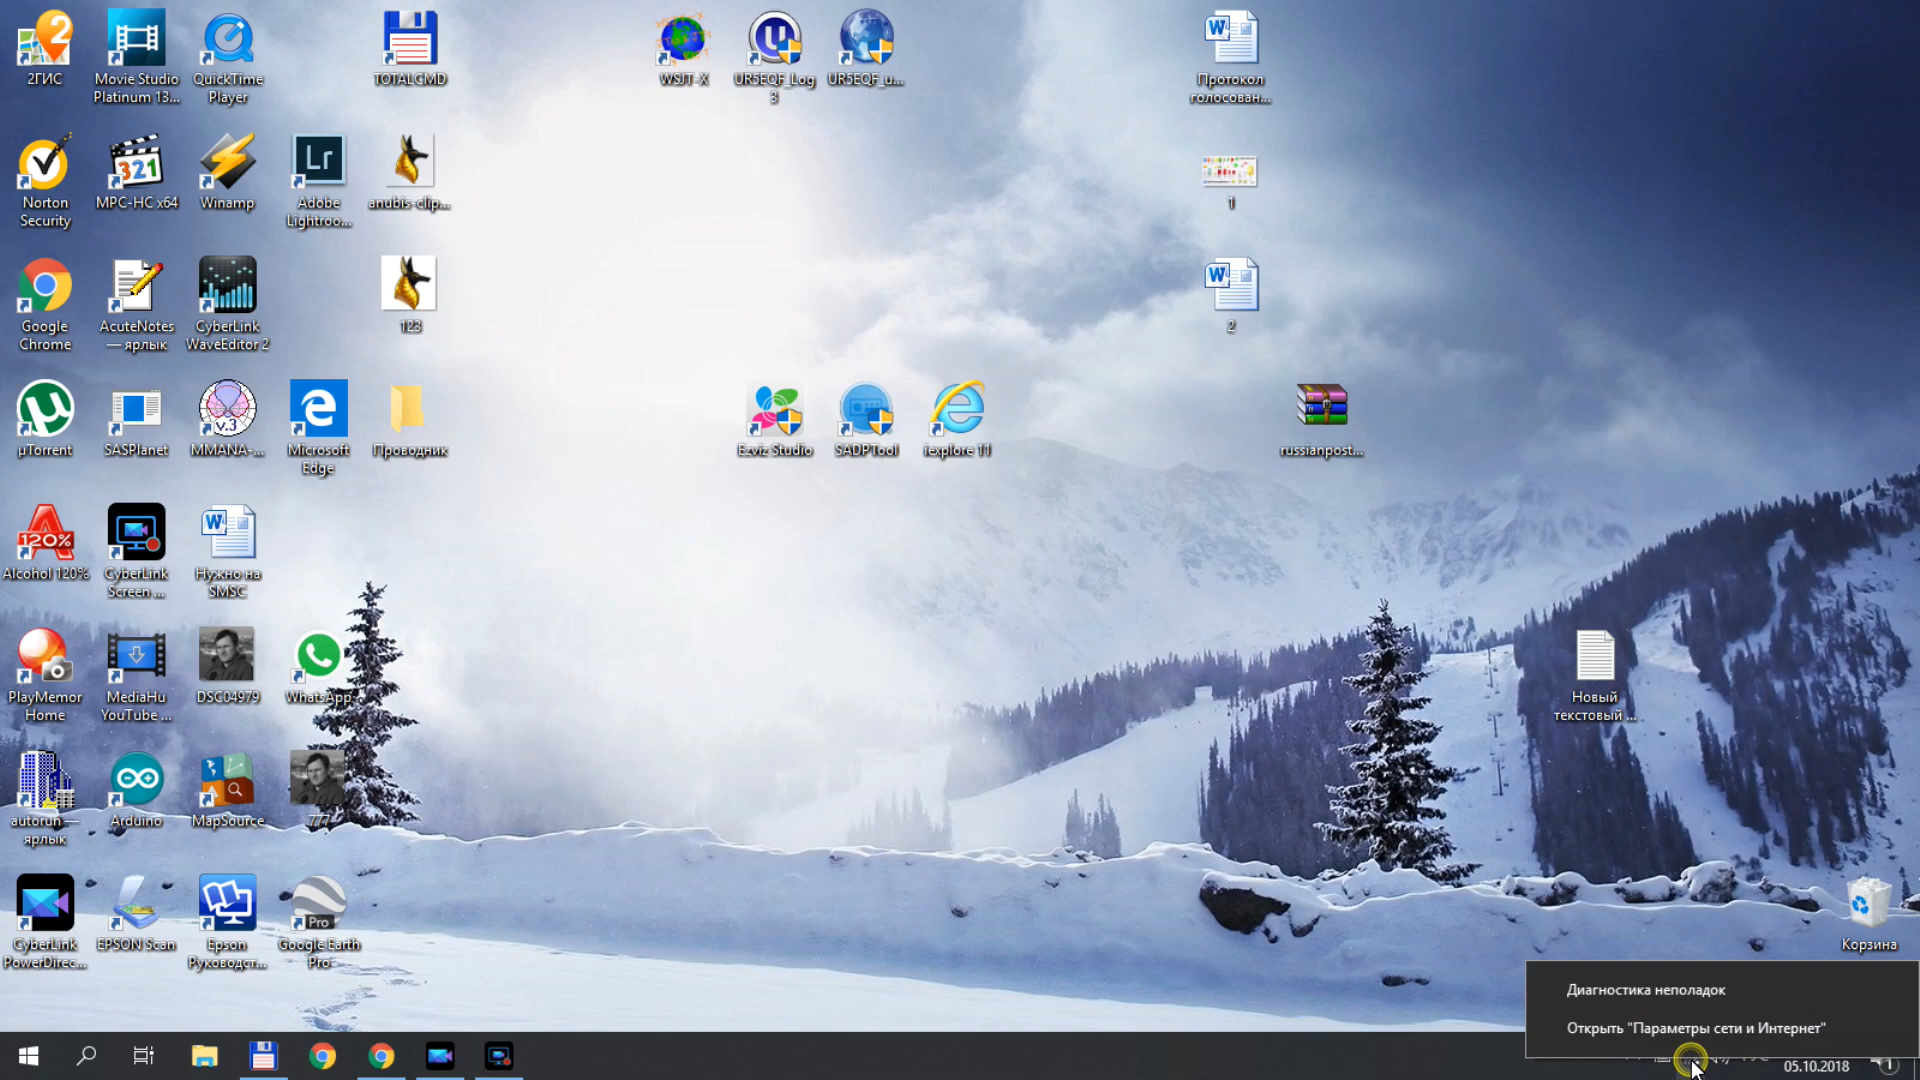 2ГИС
Movie Studio
Platinum 13...
QuickTime
Player
TOTALCMD
WSJT-X
UR5EQF_Log
3
UR5EQF_u...
Протокол
голосован...
Norton
Security
MPC-HC x64
Winamp
Adobe
Lightroo...
anubis-clip...
1
Google
Chrome
AcuteNotes
— ярлык
CyberLink
WaveEditor 2
123
2
µTorrent
SASPlanet
MMANA-...
Microsoft
Edge
Проводник
Ezviz Studio
SADPTool
iexplore 11
russianpost...
Alcohol 120%
CyberLink
Screen ...
Нужно на
SMSC
PlayMemor
Home
MediaHu
YouTube ...
DSC04979
WhatsApp
Новый
текстовый ...
autorun —
ярлык
Arduino
MapSource
777
CyberLink
PowerDirec...
EPSON Scan
Epson
Руководст...
Google Earth
Pro
Корзина
Диагностика неполадок
Открыть "Параметры сети и Интернет"
05.10.2018
1